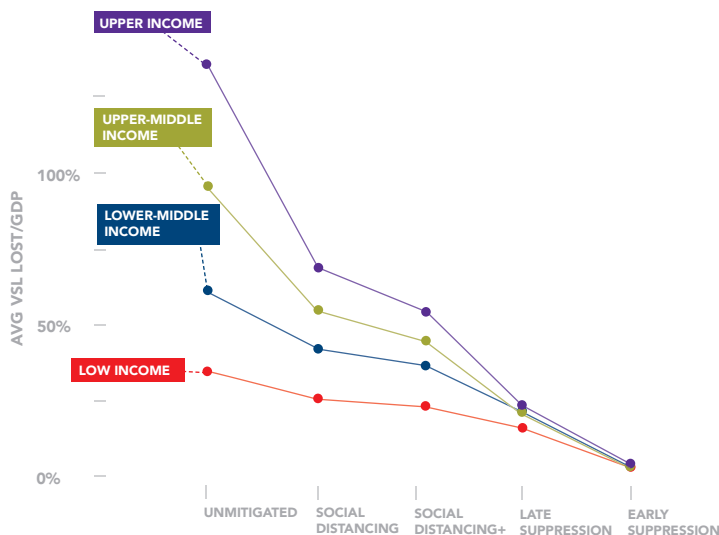 UPPER INCOME
UPPER-MIDDLE
INCOME
100%
LOWER-MIDDLE
INCOME
AVG VSL LOST/GDP
50%
LOW INCOME
0%
UNMITIGATED
SOCIAL
DISTANCING
SOCIAL
DISTANCING+
LATE
SUPPRESSION
EARLY
SUPPRESSION